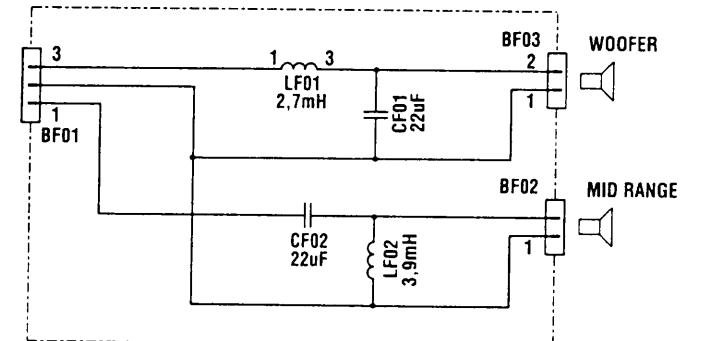 BF03
WOOFER
3
1
3
2
LF01
2,7mH
CF01
22uF
1
1
BF01
BF02
MID RANGE
CF02
22uF
LF02
3,9mH
1